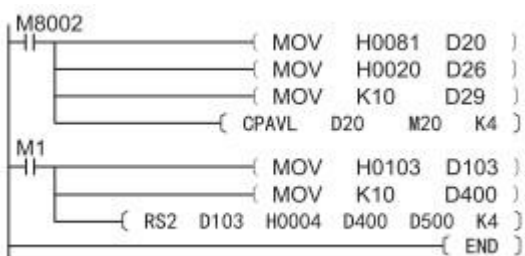 M8002
MOV H0081 D20
MOV H0020 D26
MOV K10 D29
CPAVL D20 M20 K4
M1
MOV H0103 D103
MOV K10 D400
RS2 D103 H0004 D400 D500 K4
END